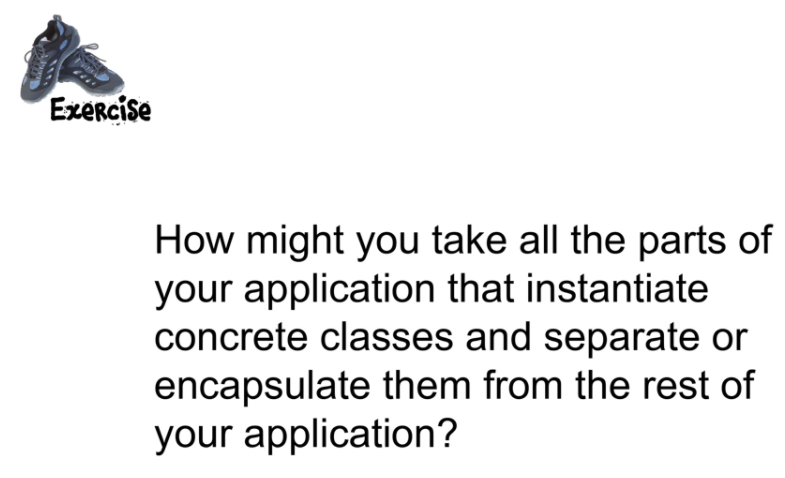 Exercise
How might you take all the parts of
your application that instantiate
concrete classes and separate or
encapsulate them from the rest of
your application?